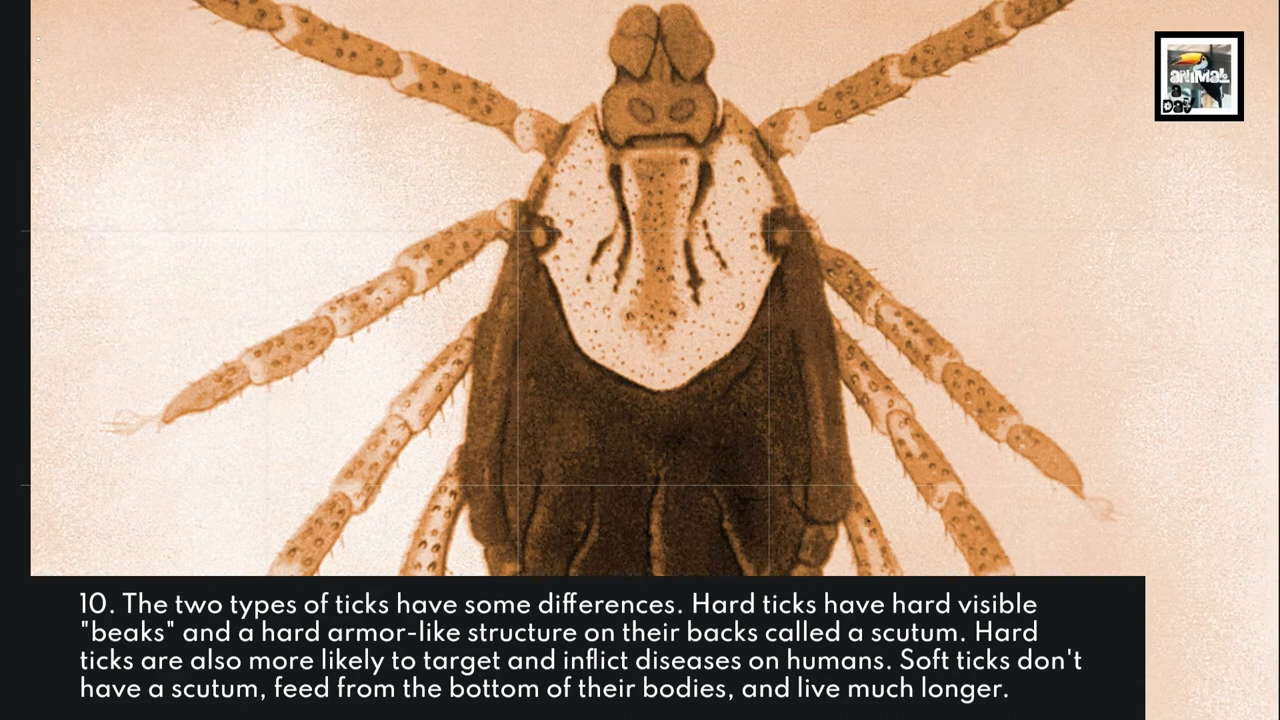 ANIMAL
a
DAY
10. The two types of ticks have some differences. Hard ticks have hard visible
"beaks" and a hard armor-like structure on their backs called a scutum. Hard
ticks are also more likely to target and inflict diseases on humans. Soft ticks don't
have a scutum, feed from the bottom of their bodies, and live much longer.